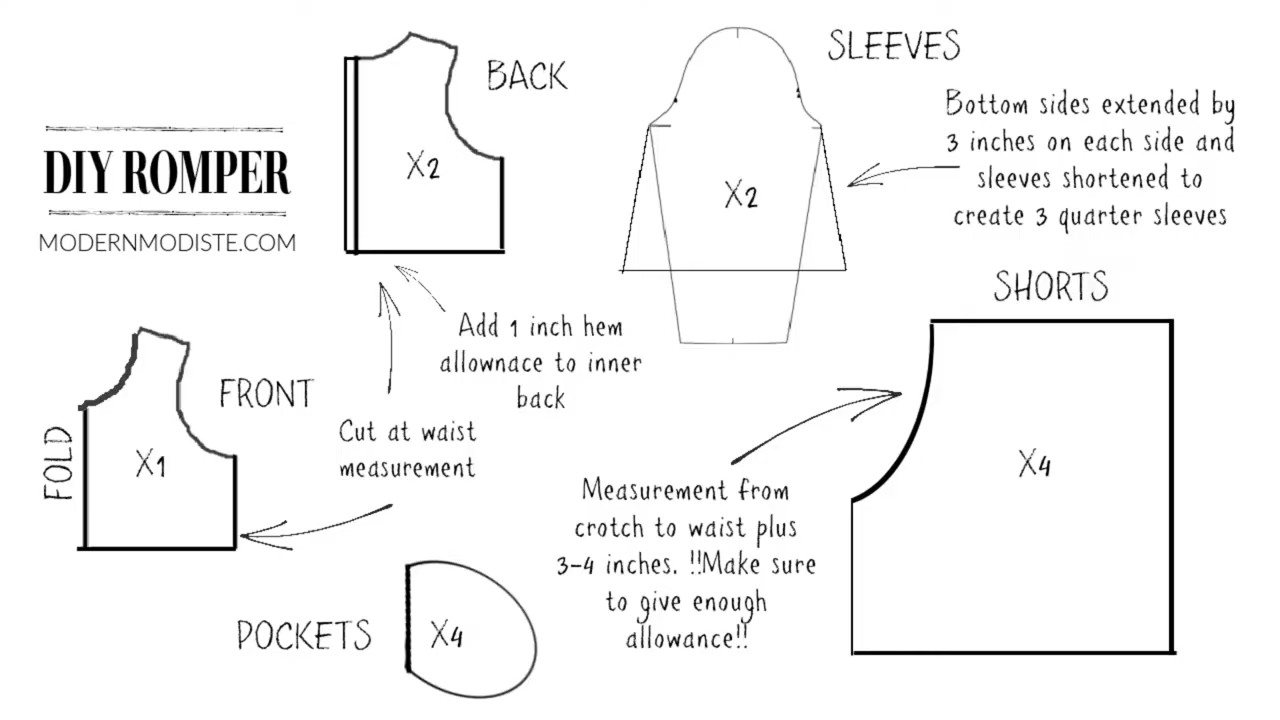 DIY ROMPER
MODERNMODISTE.COM
BACK
X2
Add 1 inch hem
allownace to inner
back
SLEEVES
X2
Bottom sides extended by
3 inches on each side and
sleeves shortened to
create 3 quarter sleeves
FRONT
FOLD
X1
Cut at waist
measurement
POCKETS
X4
SHORTS
X4
Measurement from
crotch to waist plus
3-4 inches. !!Make sure
to give enough
allowance!!